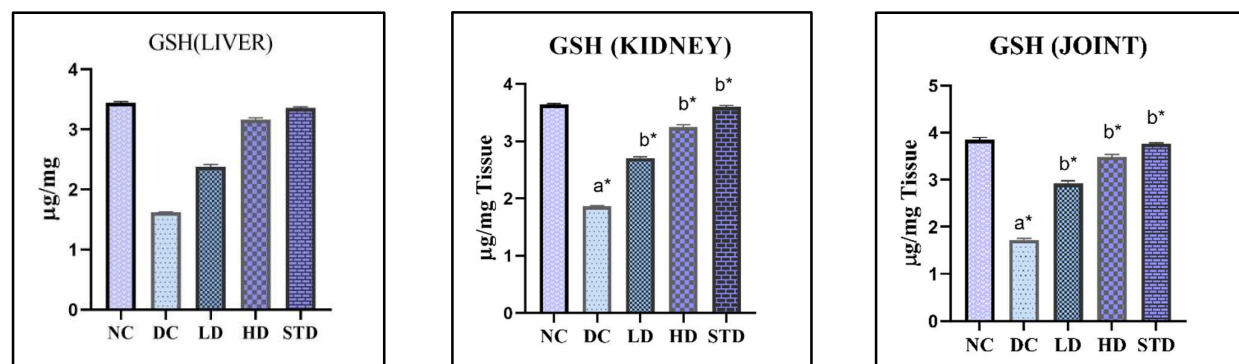 GSH(LIVER)
µg/mg
4
3
2
1
0
NC DC LD HD STD
GSH (KIDNEY)
µg/mg Tissue
4
3
2
1
0
a*
b*
b*
b*
NC DC LD HD STD
GSH (JOINT)
µg/mg Tissue
5
4
3
2
1
0
a*
b*
b*
b*
NC DC LD HD STD